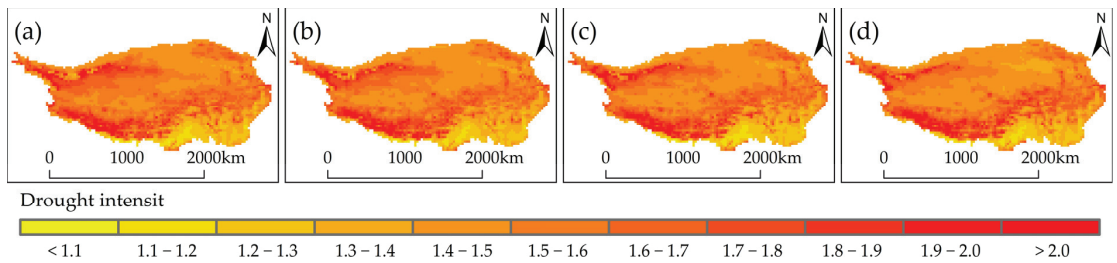 (a) N (b) N (c) N (d) N
0 1000 2000km 0 1000 2000km 0 1000 2000km 0 1000 2000km
Drought intensit
< 1.1 1.1 – 1.2 1.2 – 1.3 1.3 – 1.4 1.4 – 1.5 1.5 – 1.6 1.6 – 1.7 1.7 – 1.8 1.8 – 1.9 1.9 – 2.0 > 2.0